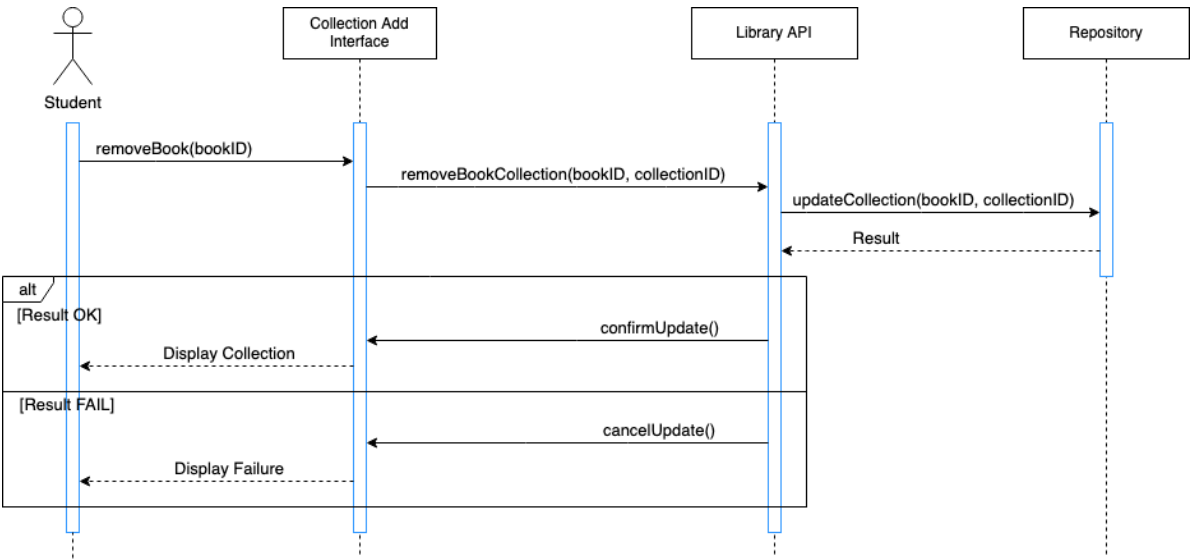 Collection Add
Interface
Library API
Repository
Student
removeBook(bookID)
removeBookCollection(bookID, collectionID)
updateCollection(bookID, collectionID)
Result
alt
[Result OK]
confirmUpdate()
Display Collection
[Result FAIL]
cancelUpdate()
Display Failure